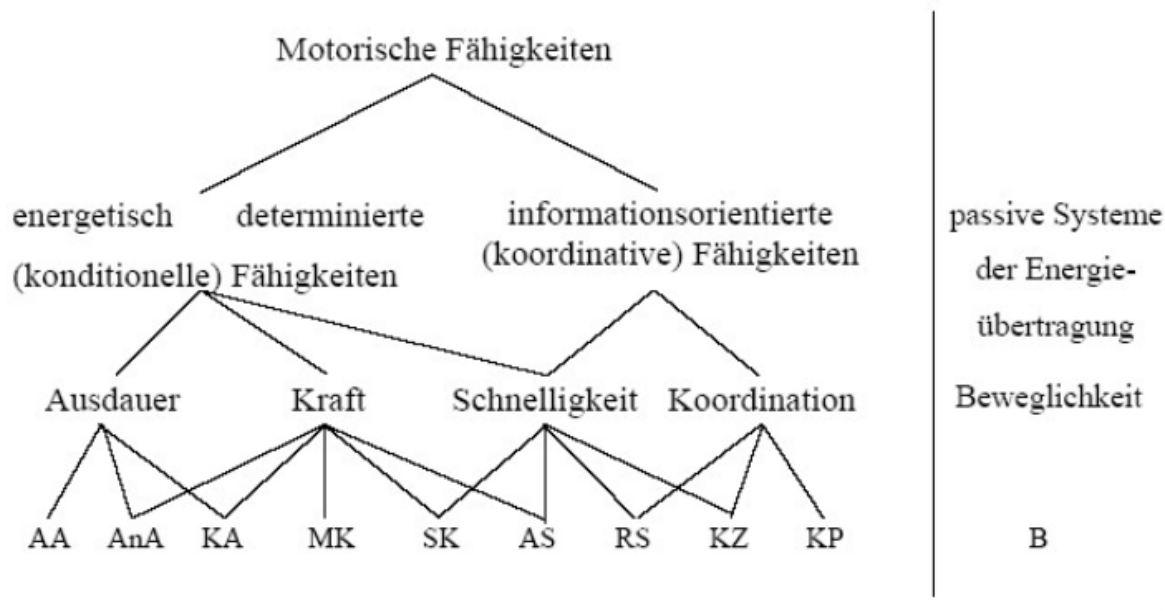 Motorische Fähigkeiten
energetisch determinierte
(konditionelle) Fähigkeiten
informationsorientierte
(koordinative) Fähigkeiten
passive Systeme
der Energie-
übertragung
Ausdauer Kraft Schnelligkeit Koordination
Beweglichkeit
AA AnA KA MK SK AS RS KZ KP
B